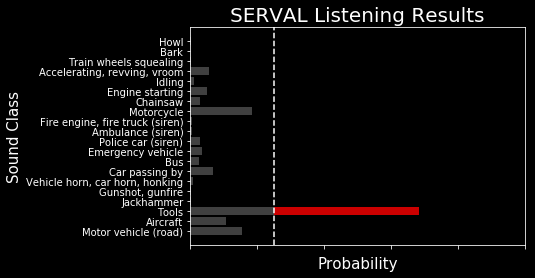 SERVAL Listening Results
Howl
Bark
Train wheels squealing
Accelerating, revving, vroom
Idling
Engine starting
Chainsaw
Motorcycle
Fire engine, fire truck (siren)
Ambulance (siren)
Police car (siren)
Emergency vehicle
Bus
Car passing by
Vehicle horn, car horn, honking
Gunshot, gunfire
Jackhammer
Tools
Aircraft
Motor vehicle (road)
Sound Class
Probability